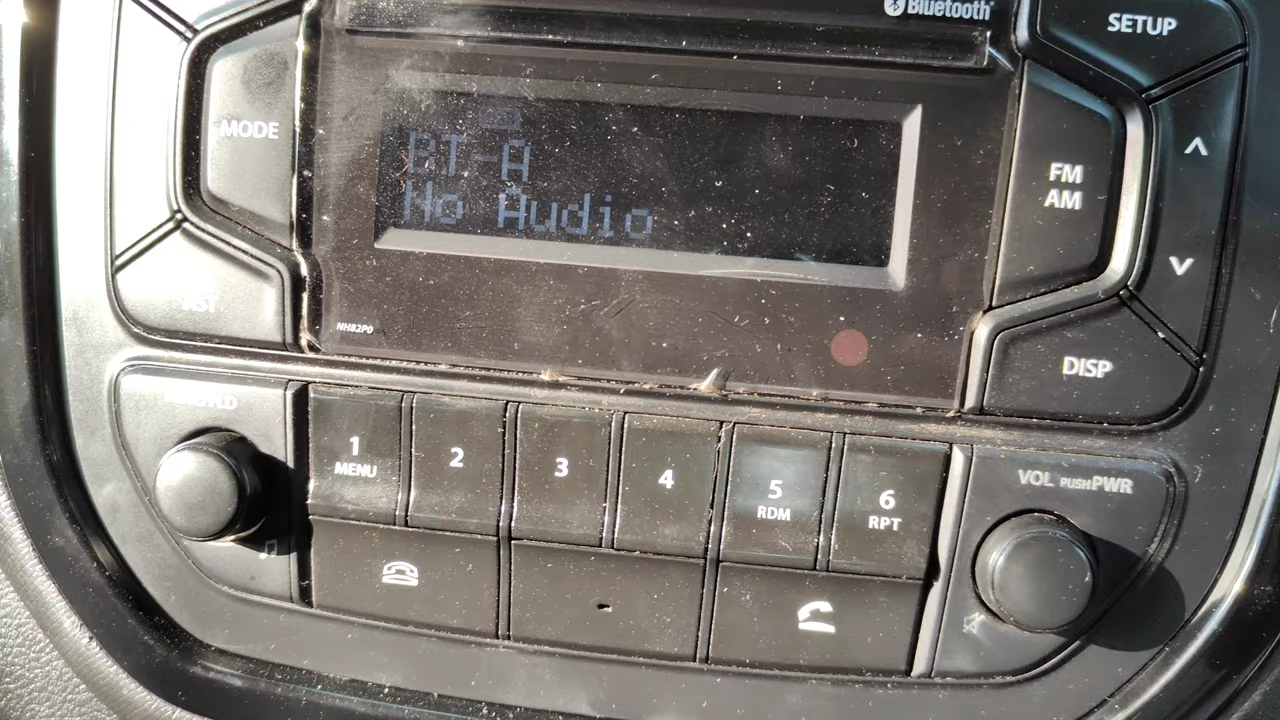 Bluetooth
SETUP
MODE
BT-A
No Audio
FM
AM
NH82P0
DISP
1
MENU
2
3
4
5
RDM
6
RPT
VOL PUSH PWR